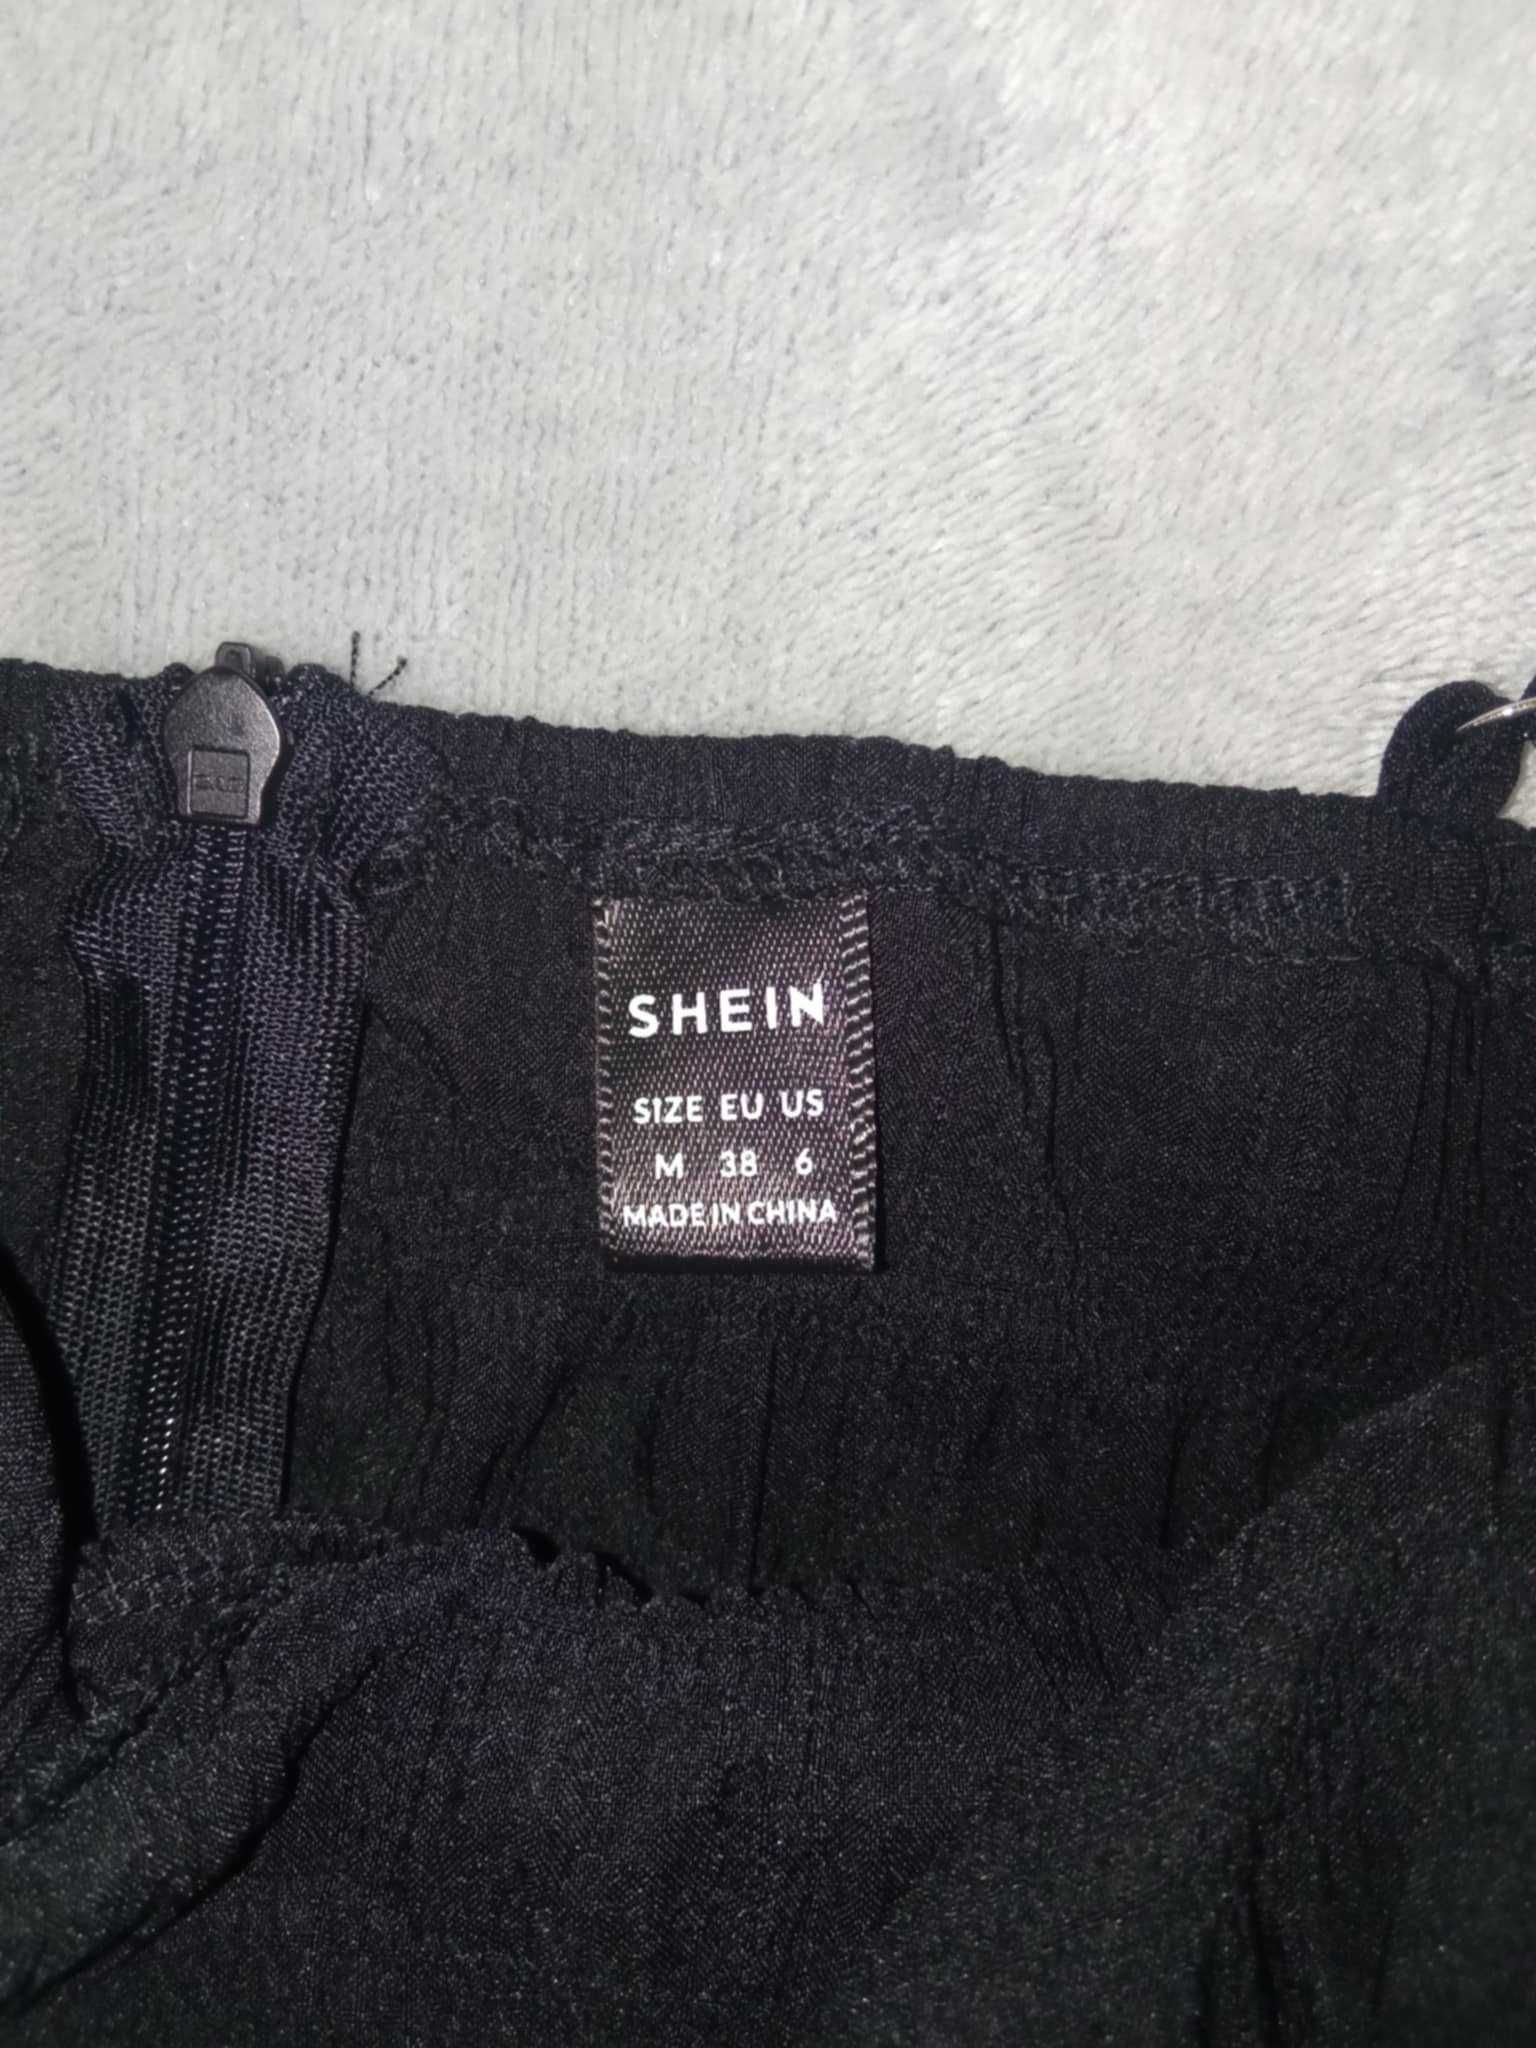 SHEIN
SIZE EU US
M 38 6
MADE IN CHINA